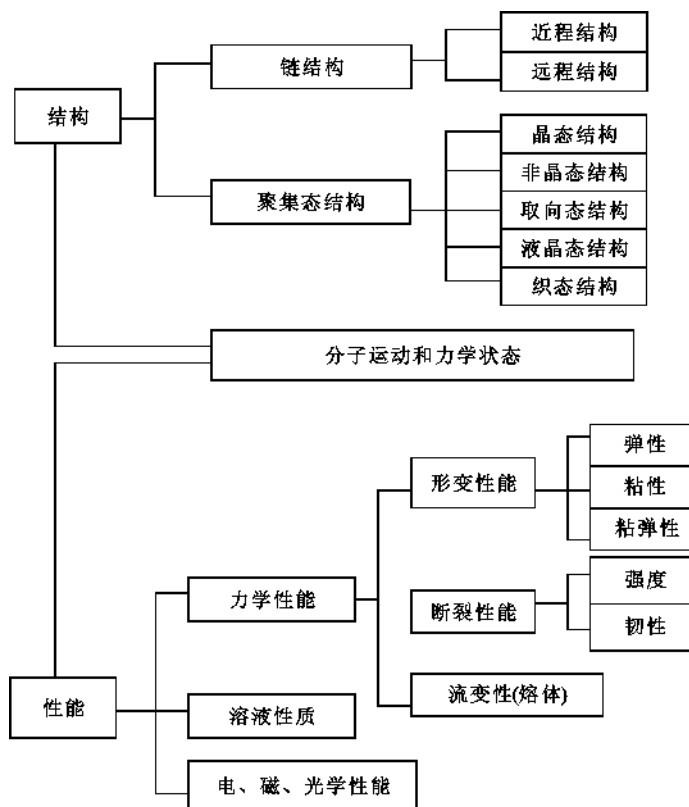 近程结构
链结构
远程结构
结构
晶态结构
非晶态结构
聚集态结构
取向态结构
液晶态结构
织态结构
分子运动和力学状态
弹性
形变性能
粘性
粘弹性
力学性能
强度
断裂性能
韧性
性能
流变性(熔体)
溶液性质
电、磁、光学性能